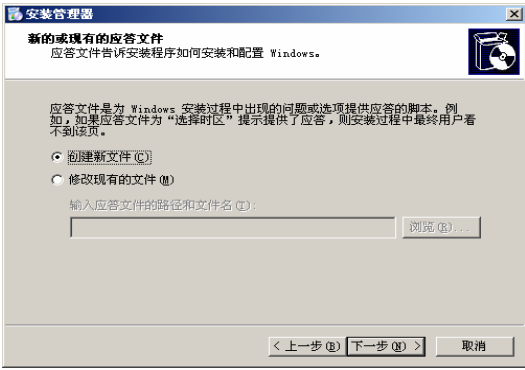 安装管理器
新的或现有的应答文件
应答文件告诉安装程序如何安装和配置 Windows。
应答文件是为 Windows 安装过程中出现的问题或选项提供应答的脚本。例
如，如果应答文件为“选择时区”提示提供了应答，则安装过程中最终用户看
不到该页。
创建新文件(C)
修改现有的文件(M)
输入应答文件的路径和文件名(T):
浏览(R)...
< 上一步(B) 下一步(N) > 取消